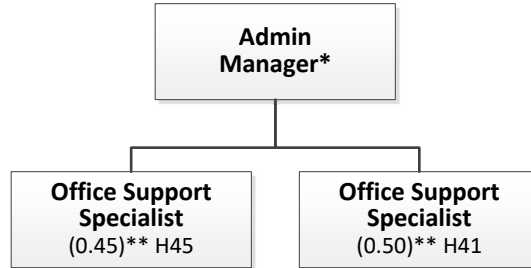 Admin
Manager*
Office Support
Specialist
(0.45)** H45
Office Support
Specialist
(0.50)** H41